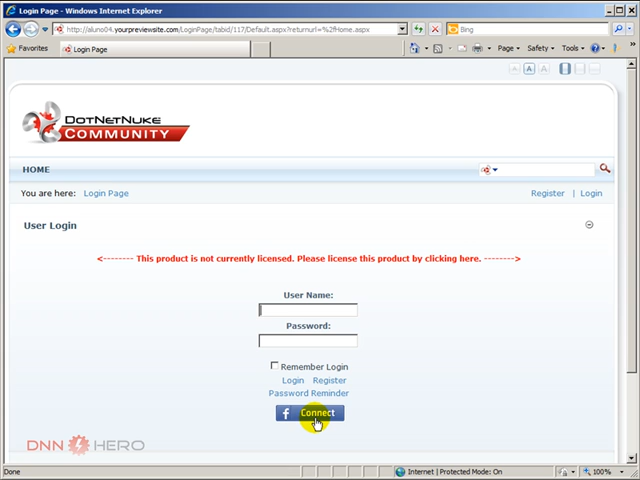 Login Page - Windows Internet Explorer
http://aluno04.yourpreviewsite.com/LoginPage/tabid/117/Default.aspx?returnurl=%2fHome.aspx
Bing
Favorites
Login Page
Page
Safety
Tools
A A A
DOTNETNUKE
COMMUNITY
HOME
You are here: Login Page
Register | Login
User Login
<-------- This product is not currently licensed. Please license this product by clicking here. -------->
User Name:
Password:
Remember Login
Login Register
Password Reminder
f Connect
DNN HERO
Done
Internet | Protected Mode: On
100%